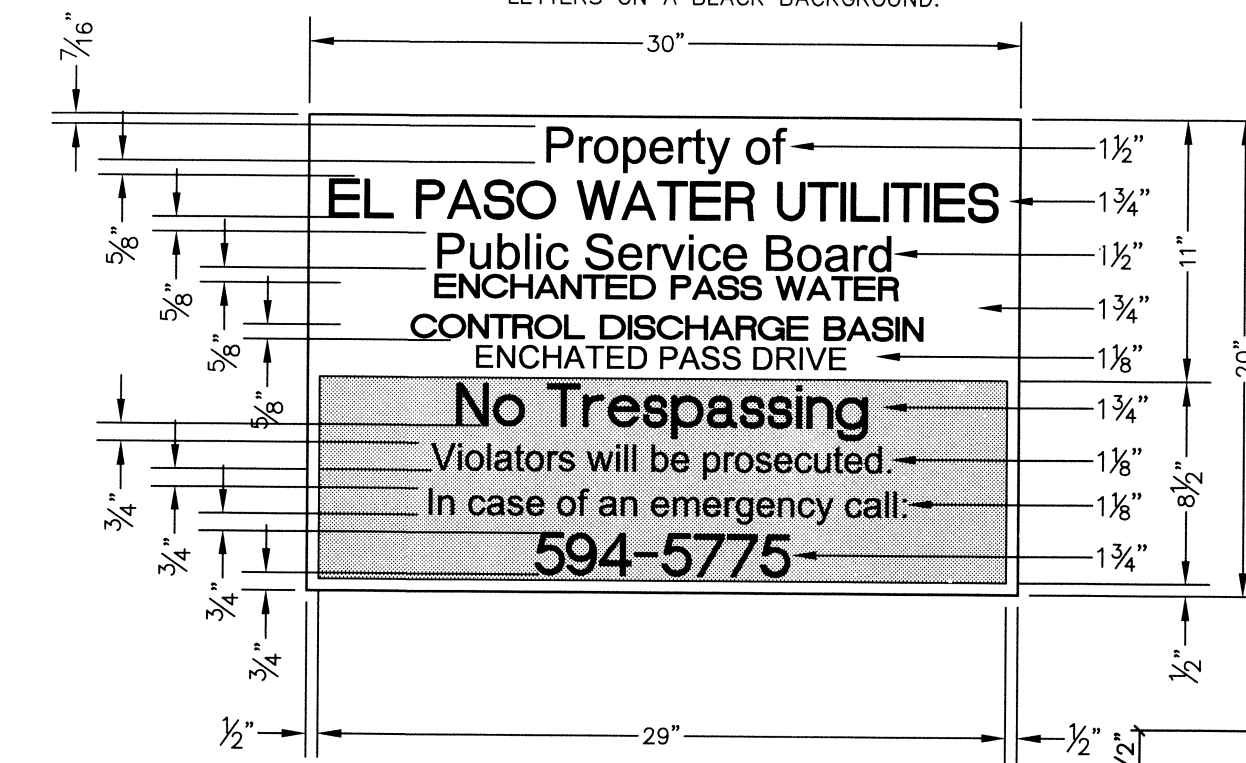 LETTERS ON A BLACK BACKGROUND.
7/16"
30"
Property of
1½"
EL PASO WATER UTILITIES
1¾"
5/8"
Public Service Board
1½"
11"
5/8"
ENCHANTED PASS WATER
1¾"
5/8"
CONTROL DISCHARGE BASIN
20"
ENCHATED PASS DRIVE
1⅛"
5/8"
No Trespassing
1¾"
Violators will be prosecuted.
1⅛"
8½"
3/4"
In case of an emergency call:
1⅛"
3/4"
594-5775
1¾"
3/4"
3/4"
½"
½"
29"
½"